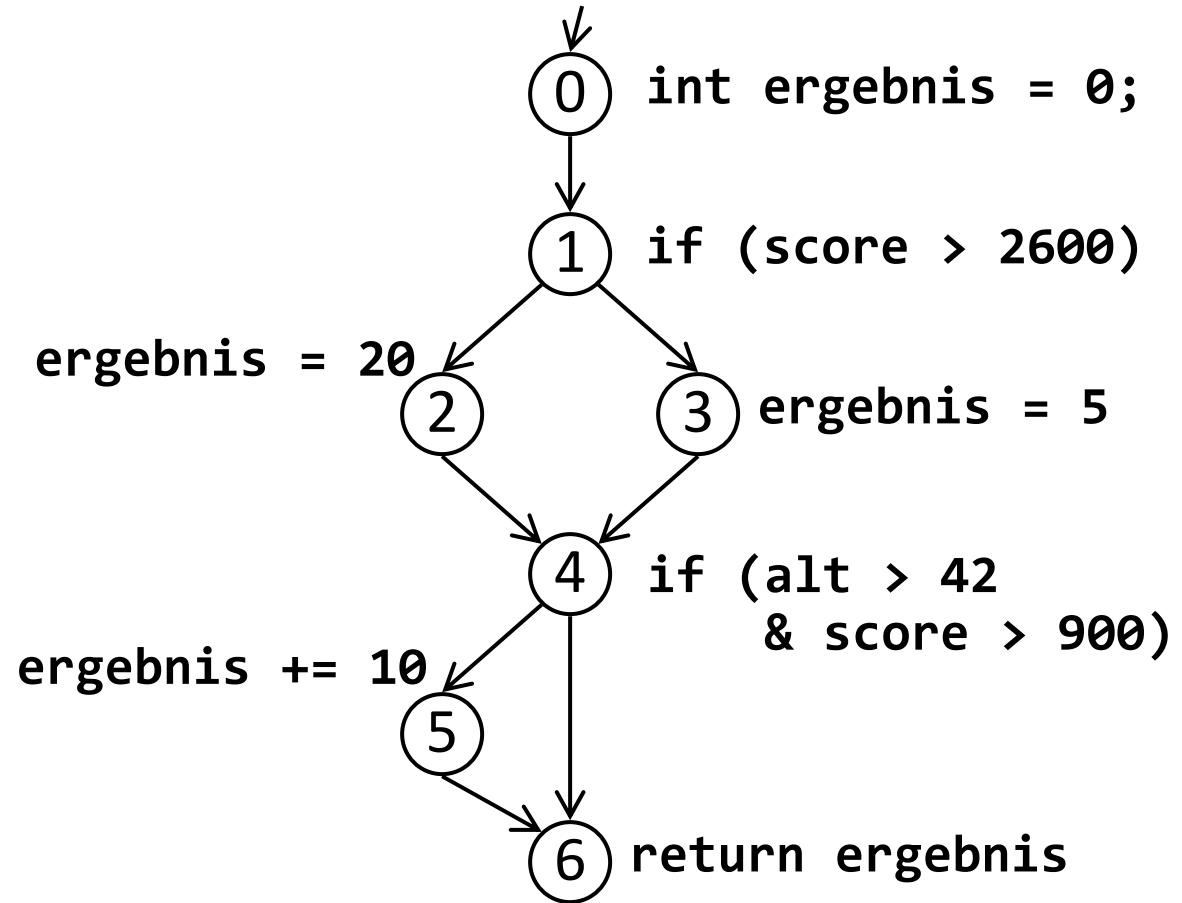 0 int ergebnis = 0;
1 if (score > 2600)
ergebnis = 20
2
3 ergebnis = 5
4 if (alt > 42
& score > 900)
ergebnis += 10
5
6 return ergebnis